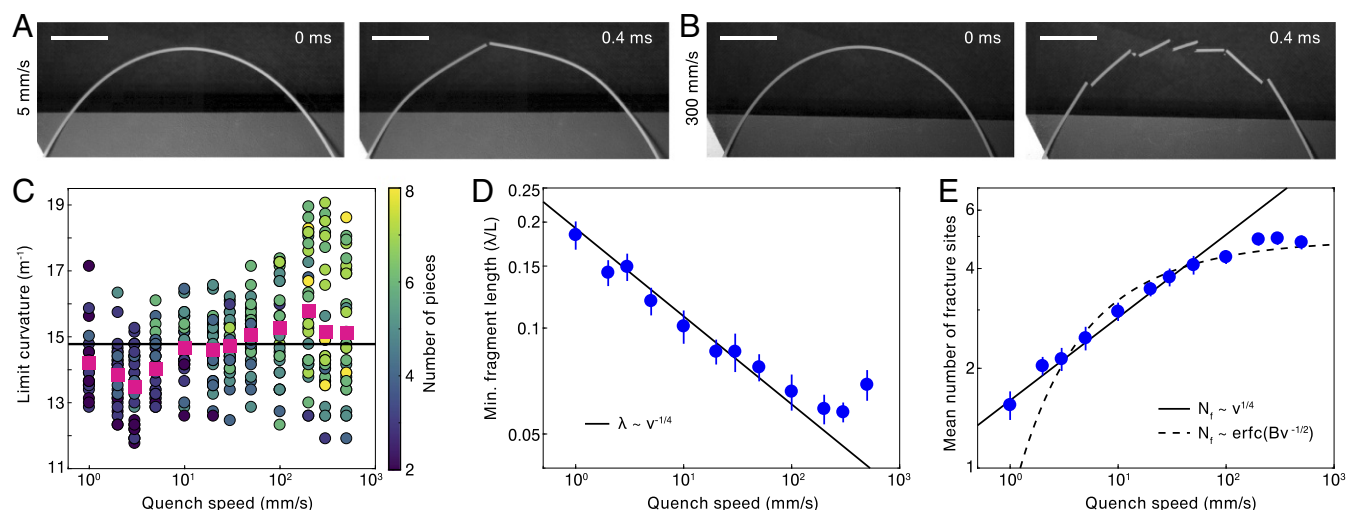 A
0 ms
0.4 ms
5 mm/s
B
0 ms
0.4 ms
300 mm/s
C
19
17
15
13
11
Limit curvature (m⁻¹)
10⁰
10¹
10²
10³
Quench speed (mm/s)
8
6
4
2
Number of pieces
D
0.25
0.2
0.15
0.1
0.05
Min. fragment length (λ/L)
λ ~ v⁻¹/⁴
10⁰
10¹
10²
10³
Quench speed (mm/s)
E
6
4
2
1
Mean number of fracture sites
N_f ~ v¹/⁴
N_f ~ erfc(Bv⁻¹/²)
10⁰
10¹
10²
10³
Quench speed (mm/s)